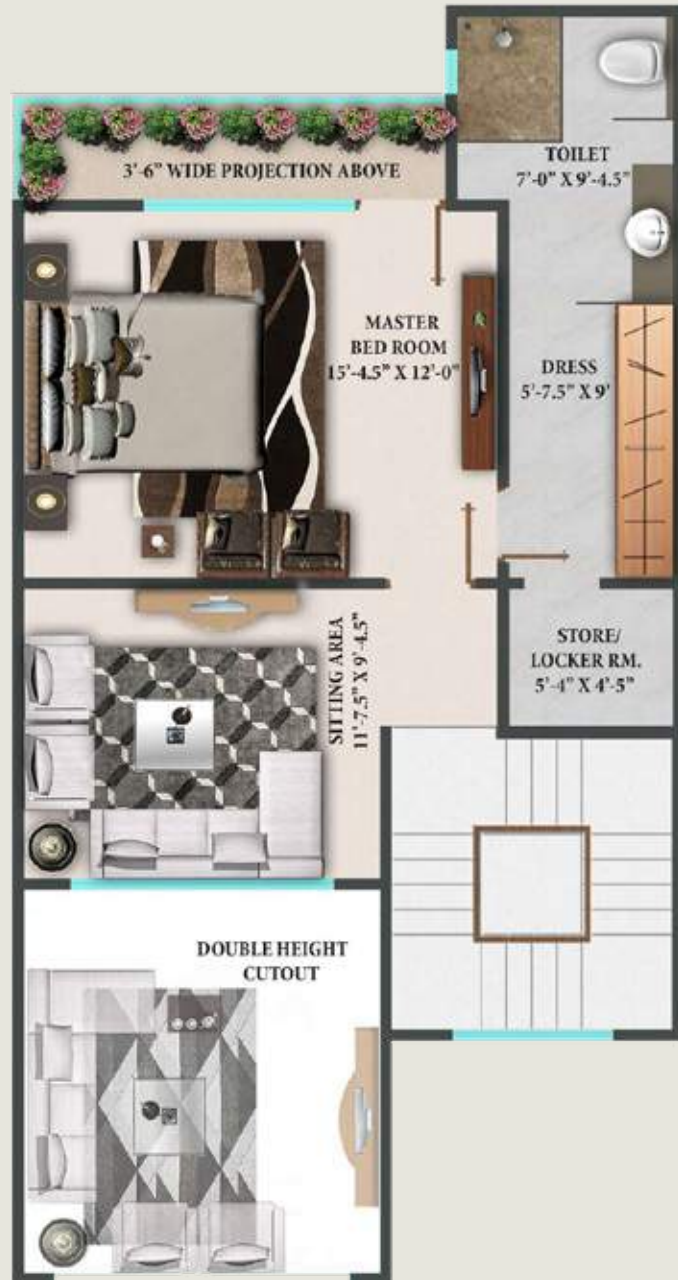 TOILET
7'-0" X 9'-4.5"
3'-6" WIDE PROJECTION ABOVE
MASTER
BED ROOM
15'-4.5" X 12'-0"
DRESS
5'-7.5" X 9'
SITTING AREA
11'-7.5" X 9'-4.5"
STORE/
LOCKER RM.
5'-4" X 4'-5"
DOUBLE HEIGHT
CUTOUT